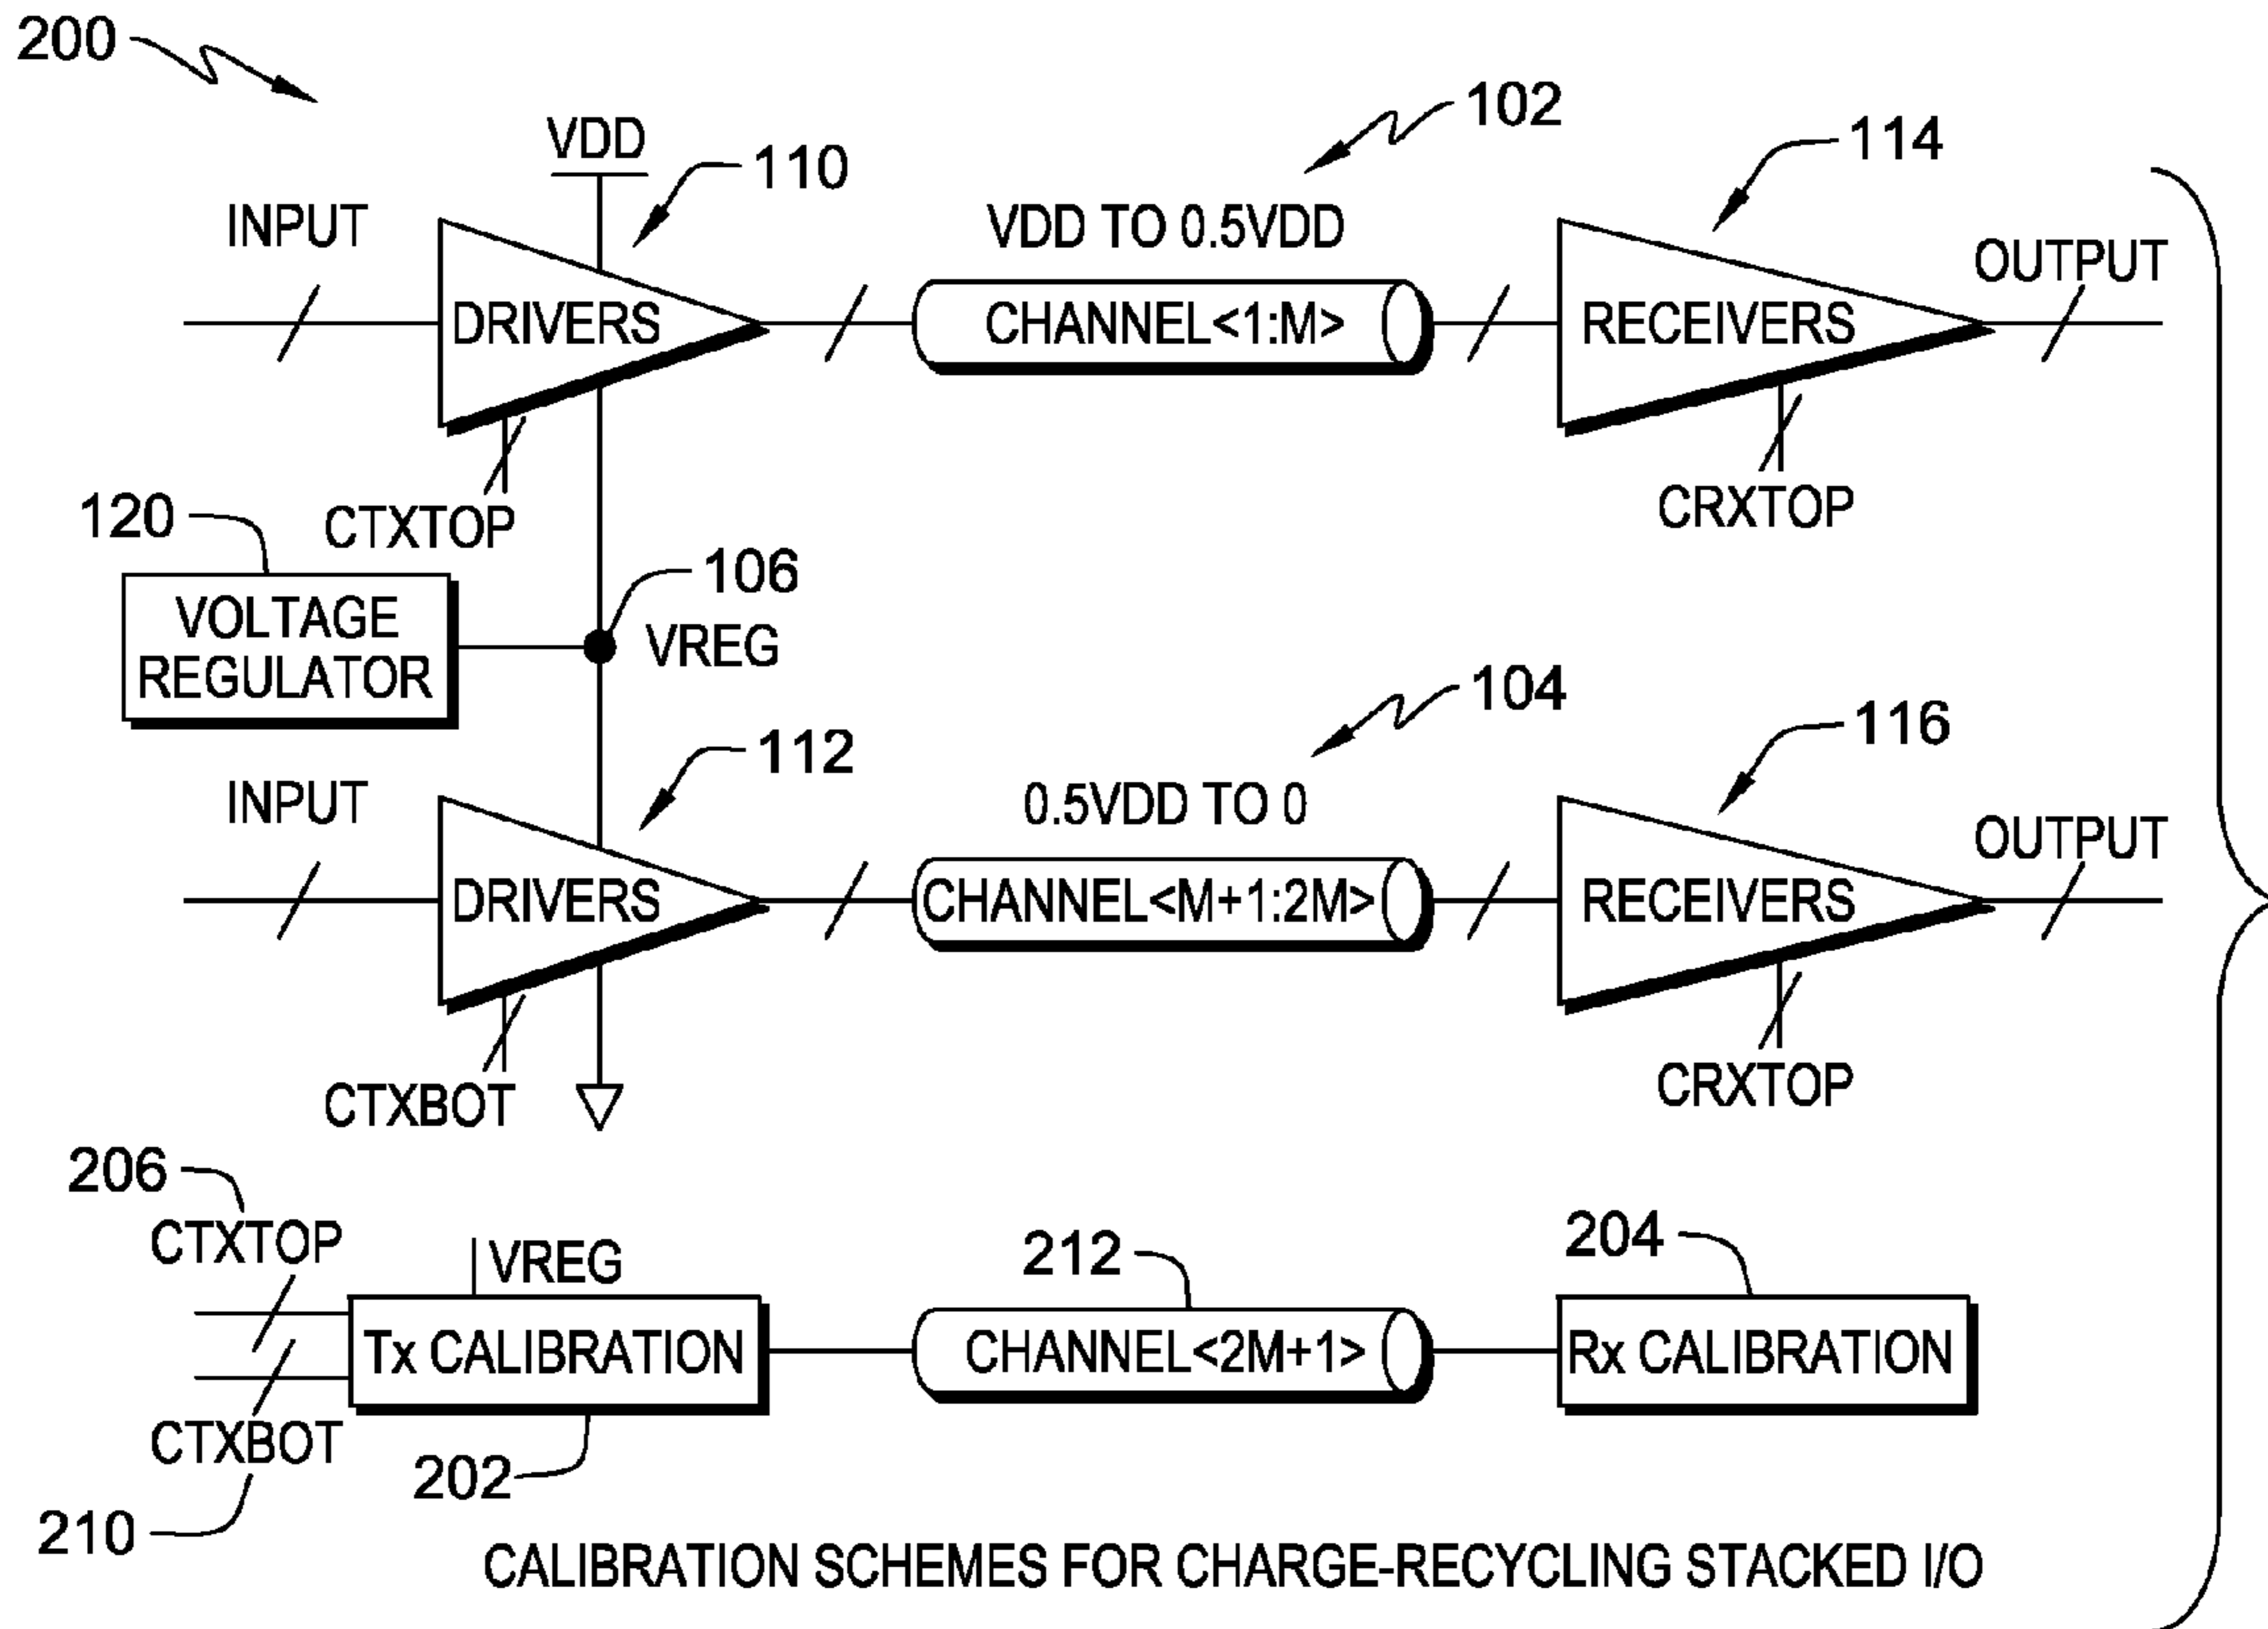 200
VDD
110
102
114
INPUT
VDD TO 0.5VDD
OUTPUT
DRIVERS
CHANNEL<1:M>
RECEIVERS
CTXTOP
CRXTOP
120
106
VOLTAGE
REGULATOR
VREG
104
112
116
INPUT
0.5VDD TO 0
OUTPUT
DRIVERS
CHANNEL<M+1:2M>
RECEIVERS
CTXBOT
CRXTOP
206
CTXTOP
VREG
212
204
Tx CALIBRATION
CHANNEL<2M+1>
Rx CALIBRATION
CTXBOT
202
210
CALIBRATION SCHEMES FOR CHARGE-RECYCLING STACKED I/O